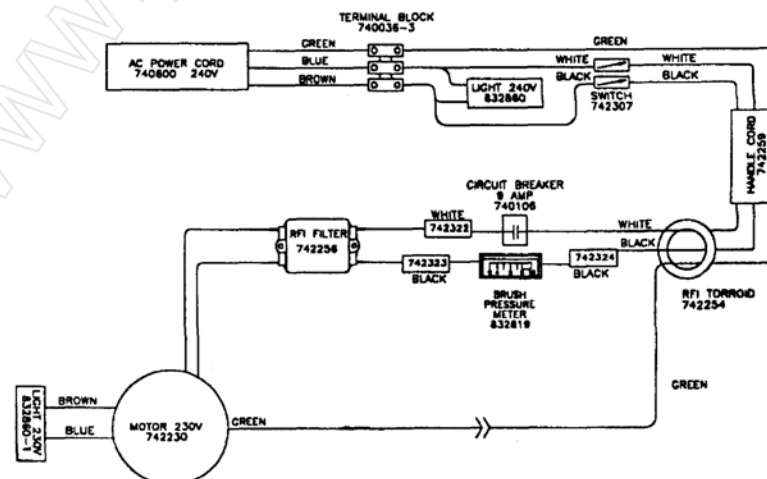 TERMINAL BLOCK
740036-3
GREEN
GREEN
AC POWER CORD
740600 240V
BLUE
WHITE
WHITE
BROWN
BLACK
BLACK
LIGHT 240V
832860
SWITCH
742307
HANDLE CORD
742259
CIRCUIT BREAKER
9 AMP
740106
WHITE
742322
WHITE
RFI FILTER
742256
BLACK
742323
BLACK
742324
BLACK
BRUSH
PRESSURE
METER
832819
RFI TORROID
742254
GREEN
LIGHT 230V
832860-1
BROWN
BLUE
MOTOR 230V
742230
GREEN